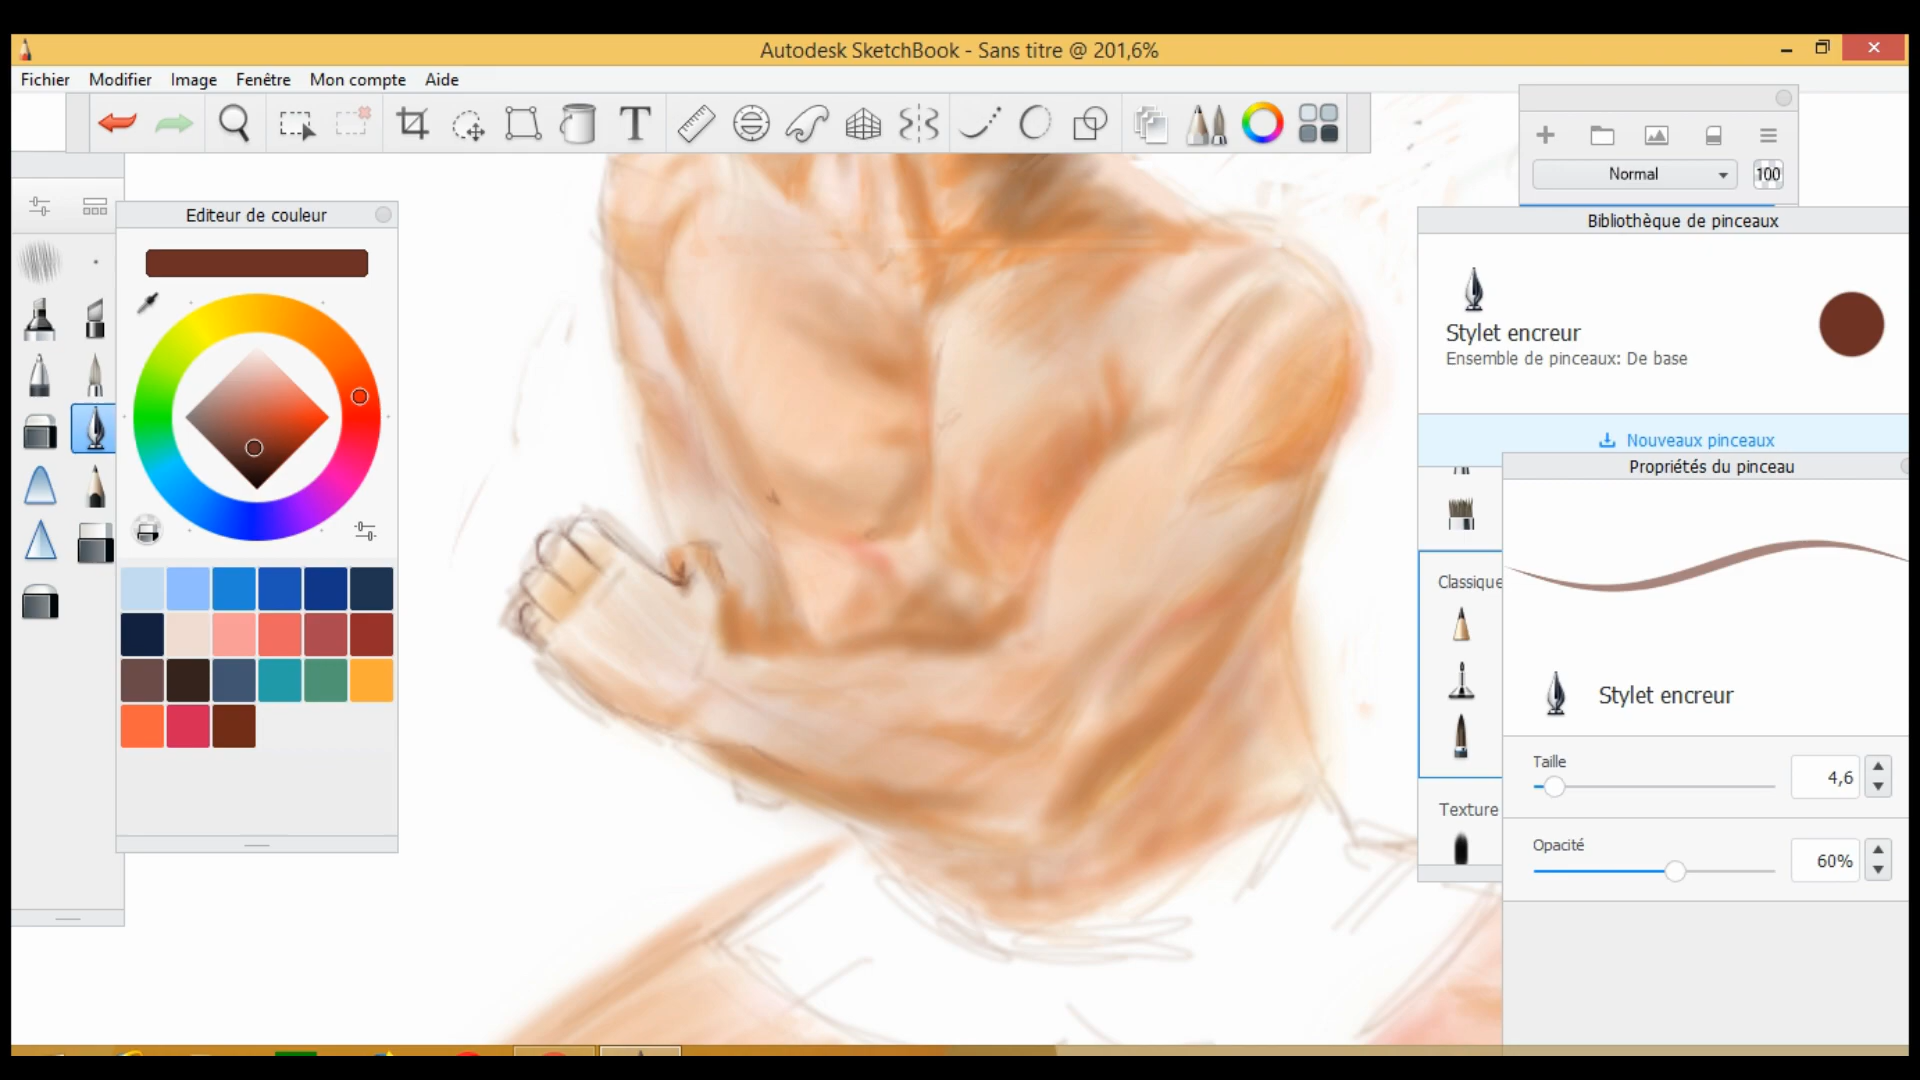 Autodesk SketchBook - Sans titre @ 201,6%
Fichier Modifier Image Fenêtre Mon compte Aide
T
Normal 100
Editeur de couleur
Bibliothèque de pinceaux
Stylet encreur
Ensemble de pinceaux: De base
Nouveaux pinceaux
Propriétés du pinceau
Classique
Stylet encreur
Taille
4,6
Texture
Opacité
60%